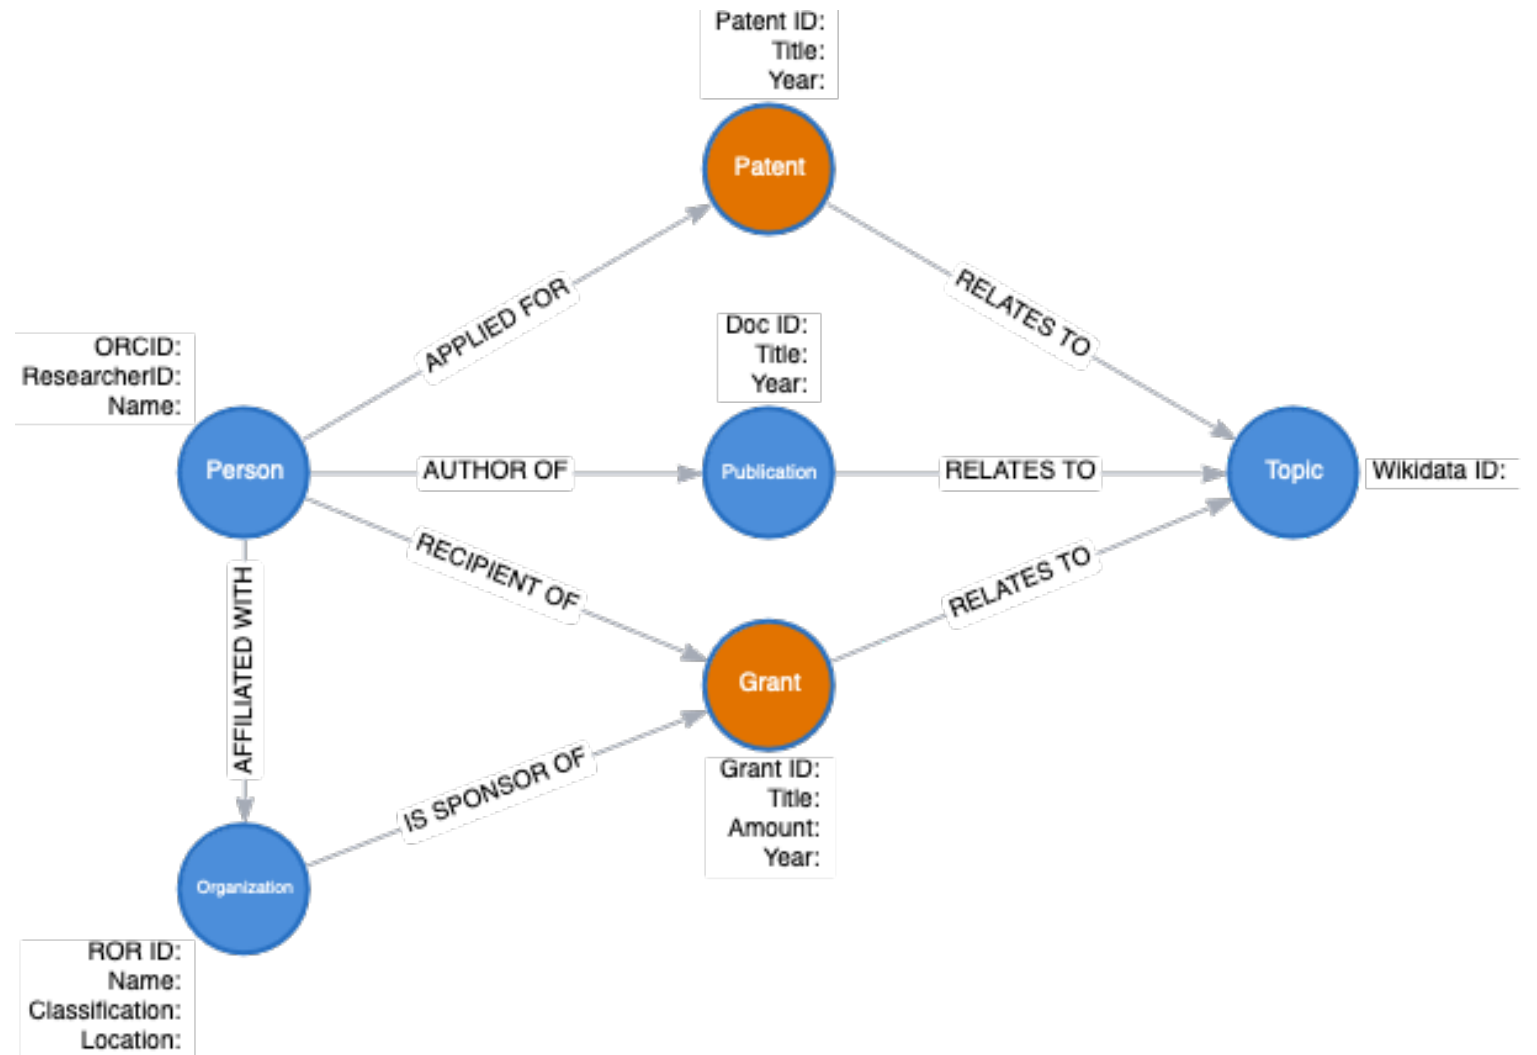 Patent ID:
Title:
Year:
Patent
APPLIED FOR
RELATES TO
ORCID:
ResearcherID:
Name:
Doc ID:
Title:
Year:
Person
AUTHOR OF
Publication
RELATES TO
Topic
Wikidata ID:
RECIPIENT OF
RELATES TO
AFFILIATED WITH
Grant
IS SPONSOR OF
Grant ID:
Title:
Amount:
Year:
Organization
ROR ID:
Name:
Classification:
Location: